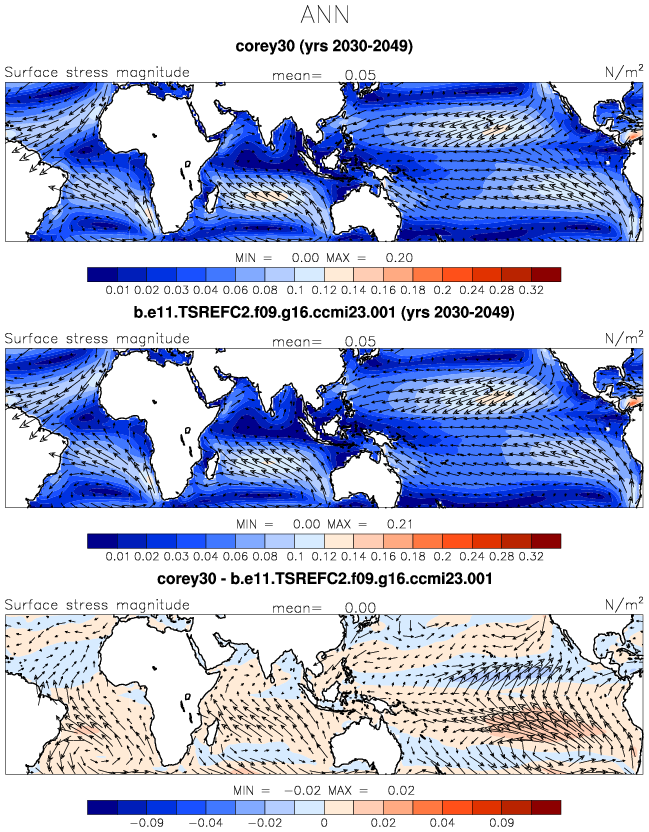 ANN
corey30 (yrs 2030-2049)
Surface stress magnitude mean= 0.05 N/m²
MIN = 0.00 MAX = 0.20
0.01 0.02 0.03 0.04 0.06 0.08 0.1 0.12 0.14 0.16 0.18 0.2 0.24 0.28 0.32
b.e11.TSREFC2.f09.g16.ccmi23.001 (yrs 2030-2049)
Surface stress magnitude mean= 0.05 N/m²
MIN = 0.00 MAX = 0.21
0.01 0.02 0.03 0.04 0.06 0.08 0.1 0.12 0.14 0.16 0.18 0.2 0.24 0.28 0.32
corey30 - b.e11.TSREFC2.f09.g16.ccmi23.001
Surface stress magnitude mean= 0.00 N/m²
MIN = −0.02 MAX = 0.02
−0.09 −0.04 −0.02 0 0.02 0.04 0.09